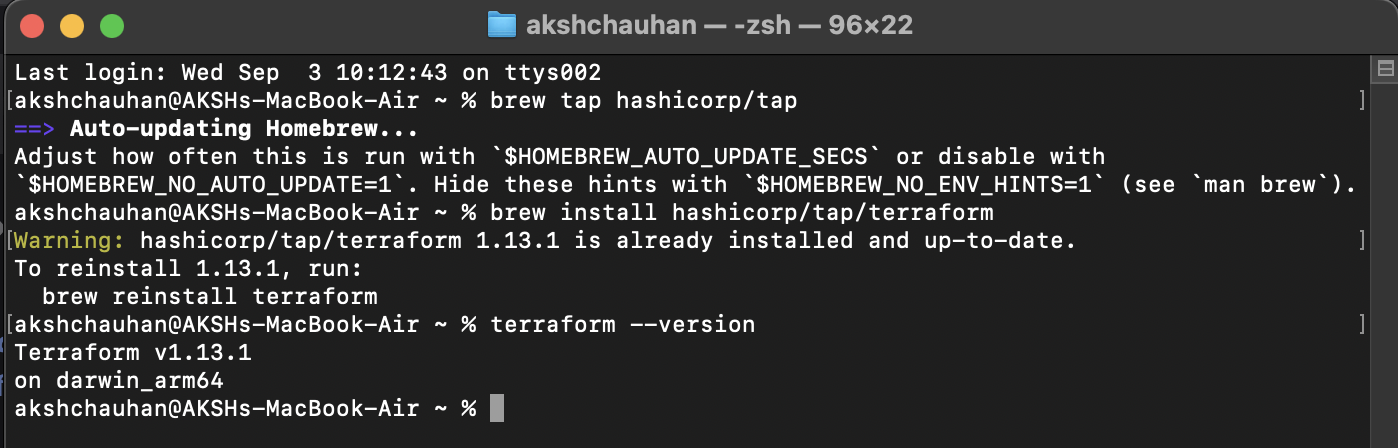 akshchauhan — -zsh — 96×22
Last login: Wed Sep  3 10:12:43 on ttys002
[akshchauhan@AKSHs-MacBook-Air ~ % brew tap hashicorp/tap ]
==> Auto-updating Homebrew...
Adjust how often this is run with `$HOMEBREW_AUTO_UPDATE_SECS` or disable with
`$HOMEBREW_NO_AUTO_UPDATE=1`. Hide these hints with `$HOMEBREW_NO_ENV_HINTS=1` (see `man brew`).
akshchauhan@AKSHs-MacBook-Air ~ % brew install hashicorp/tap/terraform
[Warning: hashicorp/tap/terraform 1.13.1 is already installed and up-to-date. ]
To reinstall 1.13.1, run:
  brew reinstall terraform
[akshchauhan@AKSHs-MacBook-Air ~ % terraform --version ]
Terraform v1.13.1
on darwin_arm64
akshchauhan@AKSHs-MacBook-Air ~ %